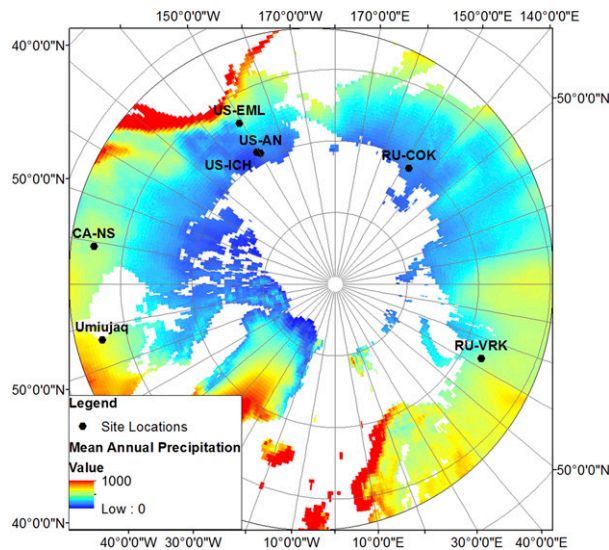 150°0'0"W 170°0'0"W 170°0'0"E 150°0'0"E 140°0'0"E
40°0'0"N
50°0'0"N
US-EML
US-AN
US-ICH
RU-COK
50°0'0"N
CA-NS
Umiujaq
RU-VRK
50°0'0"N
50°0'0"N
Legend
Site Locations
Mean Annual Precipitation
Value
1000
Low : 0
40°0'0"N
40°0'0"W 10°0'0"W 10°0'0"E 30°0'0"E 40°0'0"E